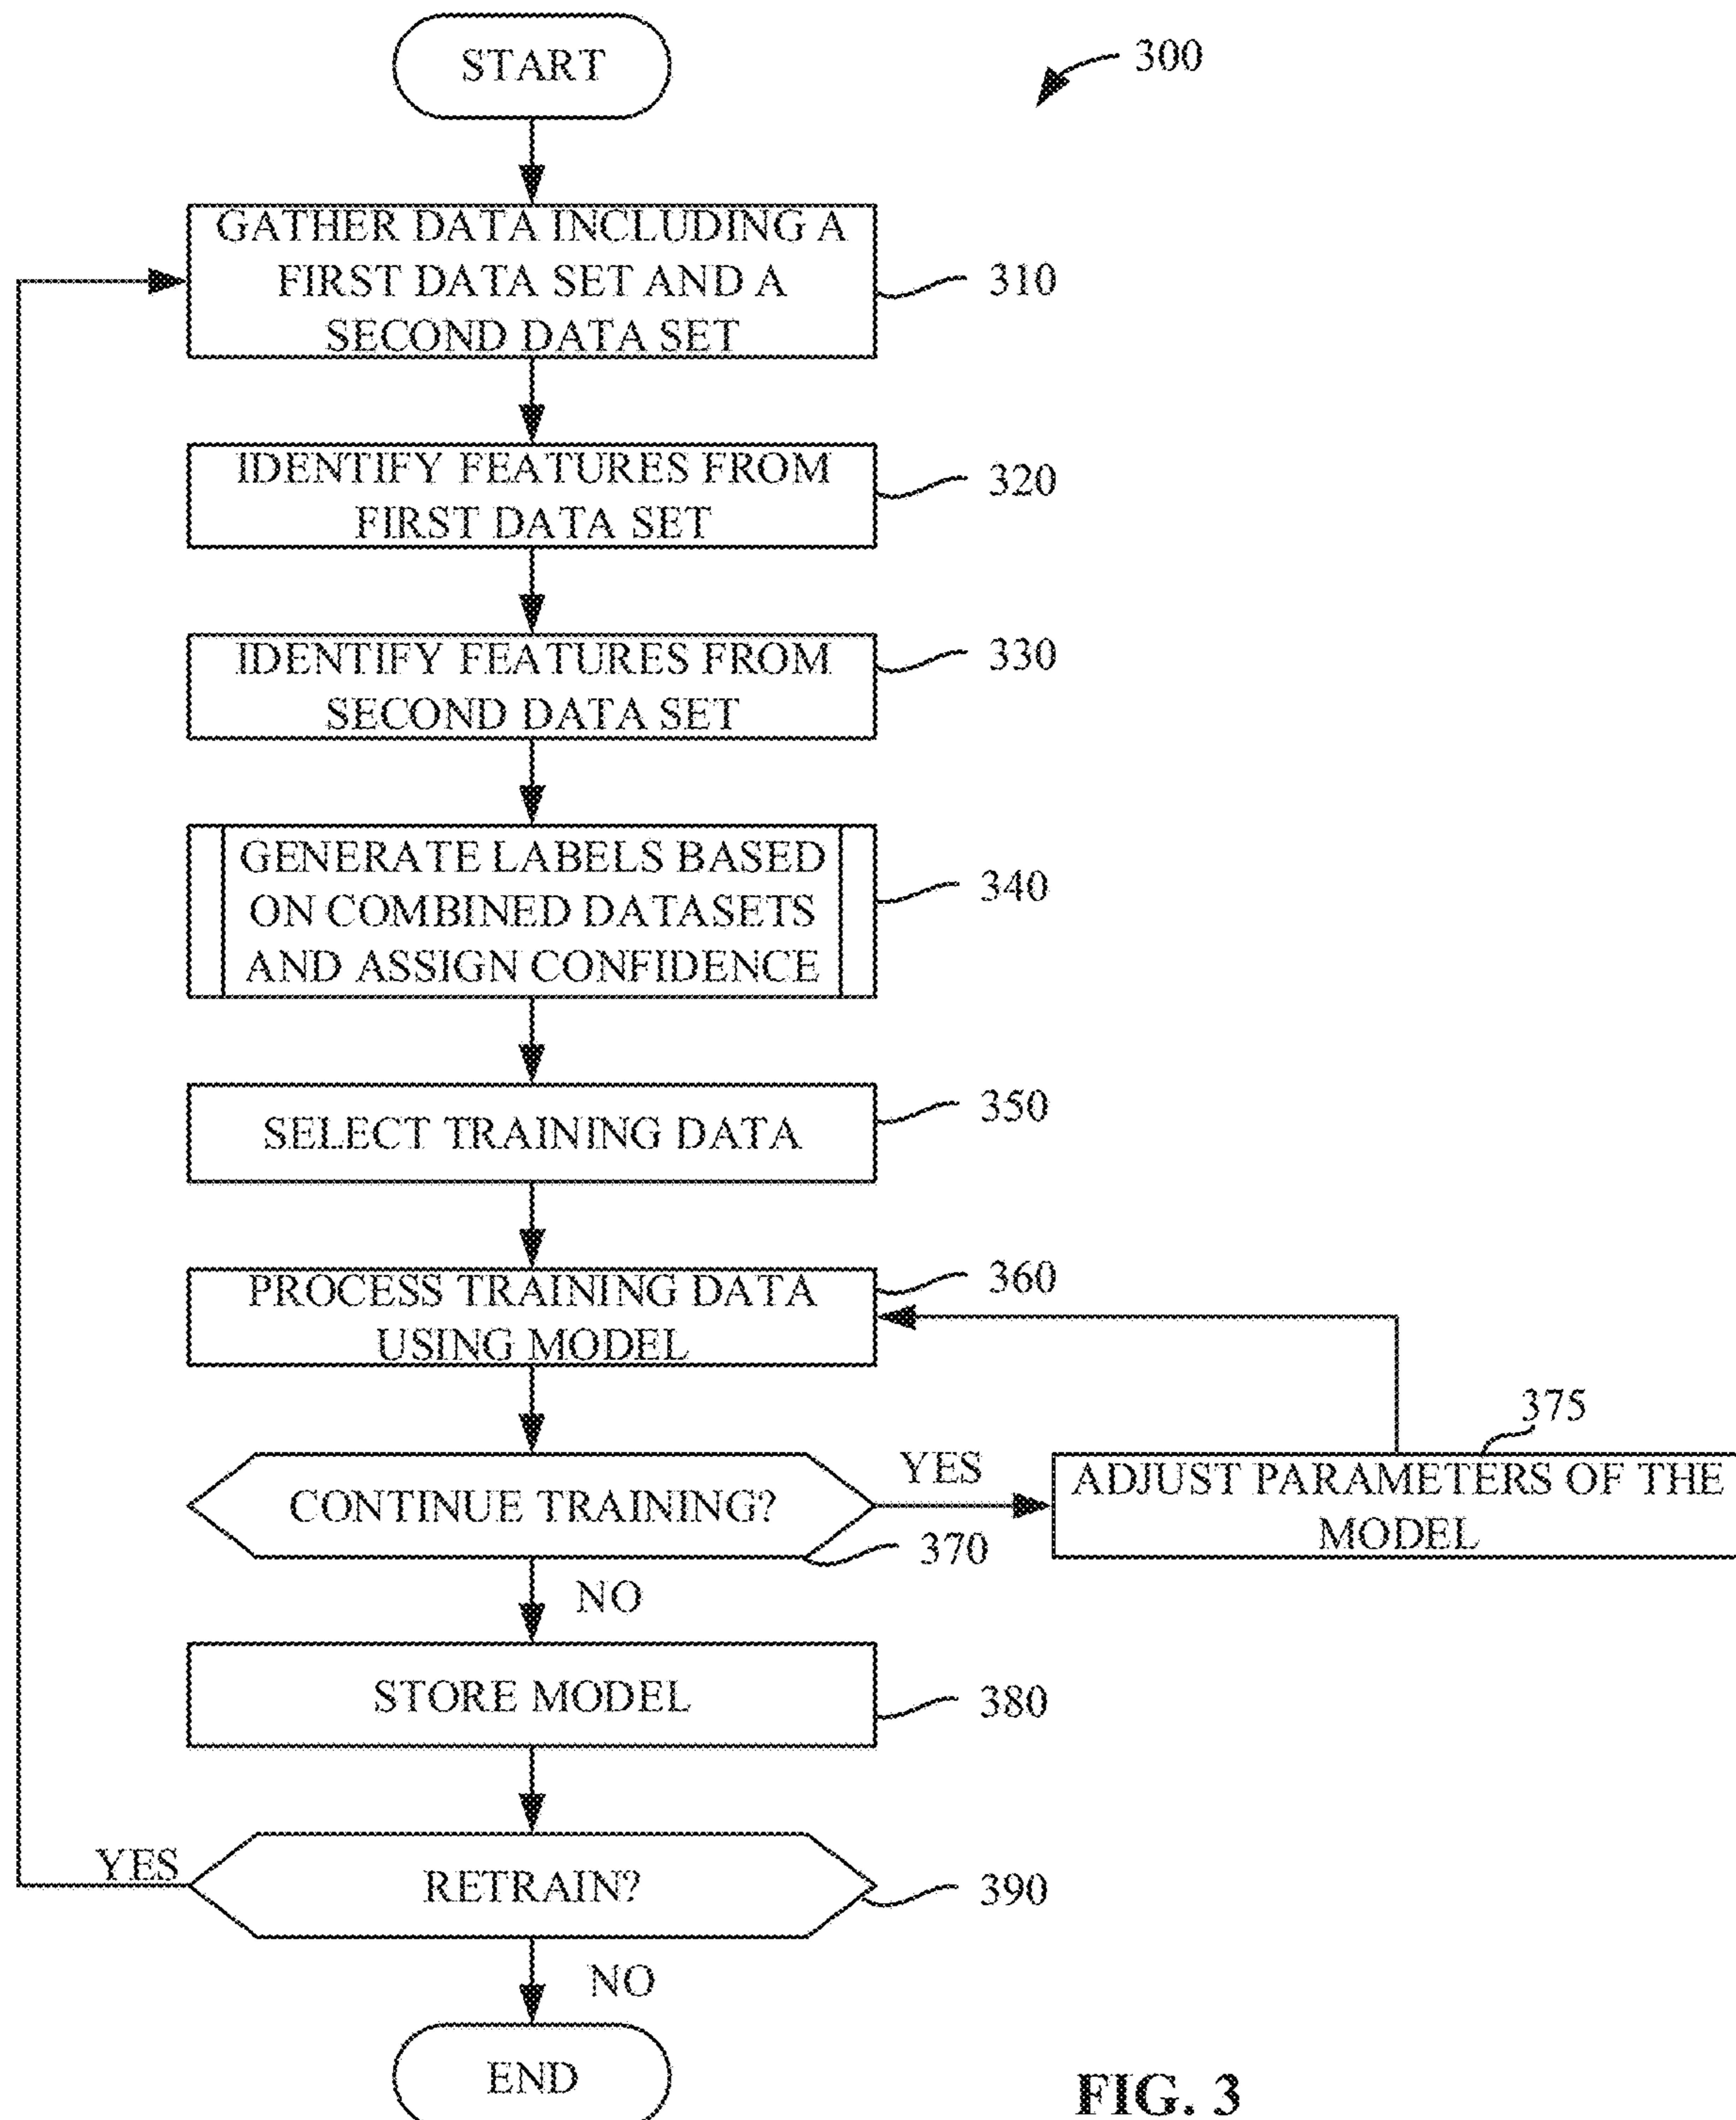 START
300
GATHER DATA INCLUDING A
FIRST DATA SET AND A
SECOND DATA SET
310
IDENTIFY FEATURES FROM
FIRST DATA SET
320
IDENTIFY FEATURES FROM
SECOND DATA SET
330
GENERATE LABELS BASED
ON COMBINED DATASETS
AND ASSIGN CONFIDENCE
340
SELECT TRAINING DATA
350
PROCESS TRAINING DATA
USING MODEL
360
CONTINUE TRAINING?
370
YES
ADJUST PARAMETERS OF THE
MODEL
375
NO
STORE MODEL
380
RETRAIN?
390
YES
NO
END
FIG. 3